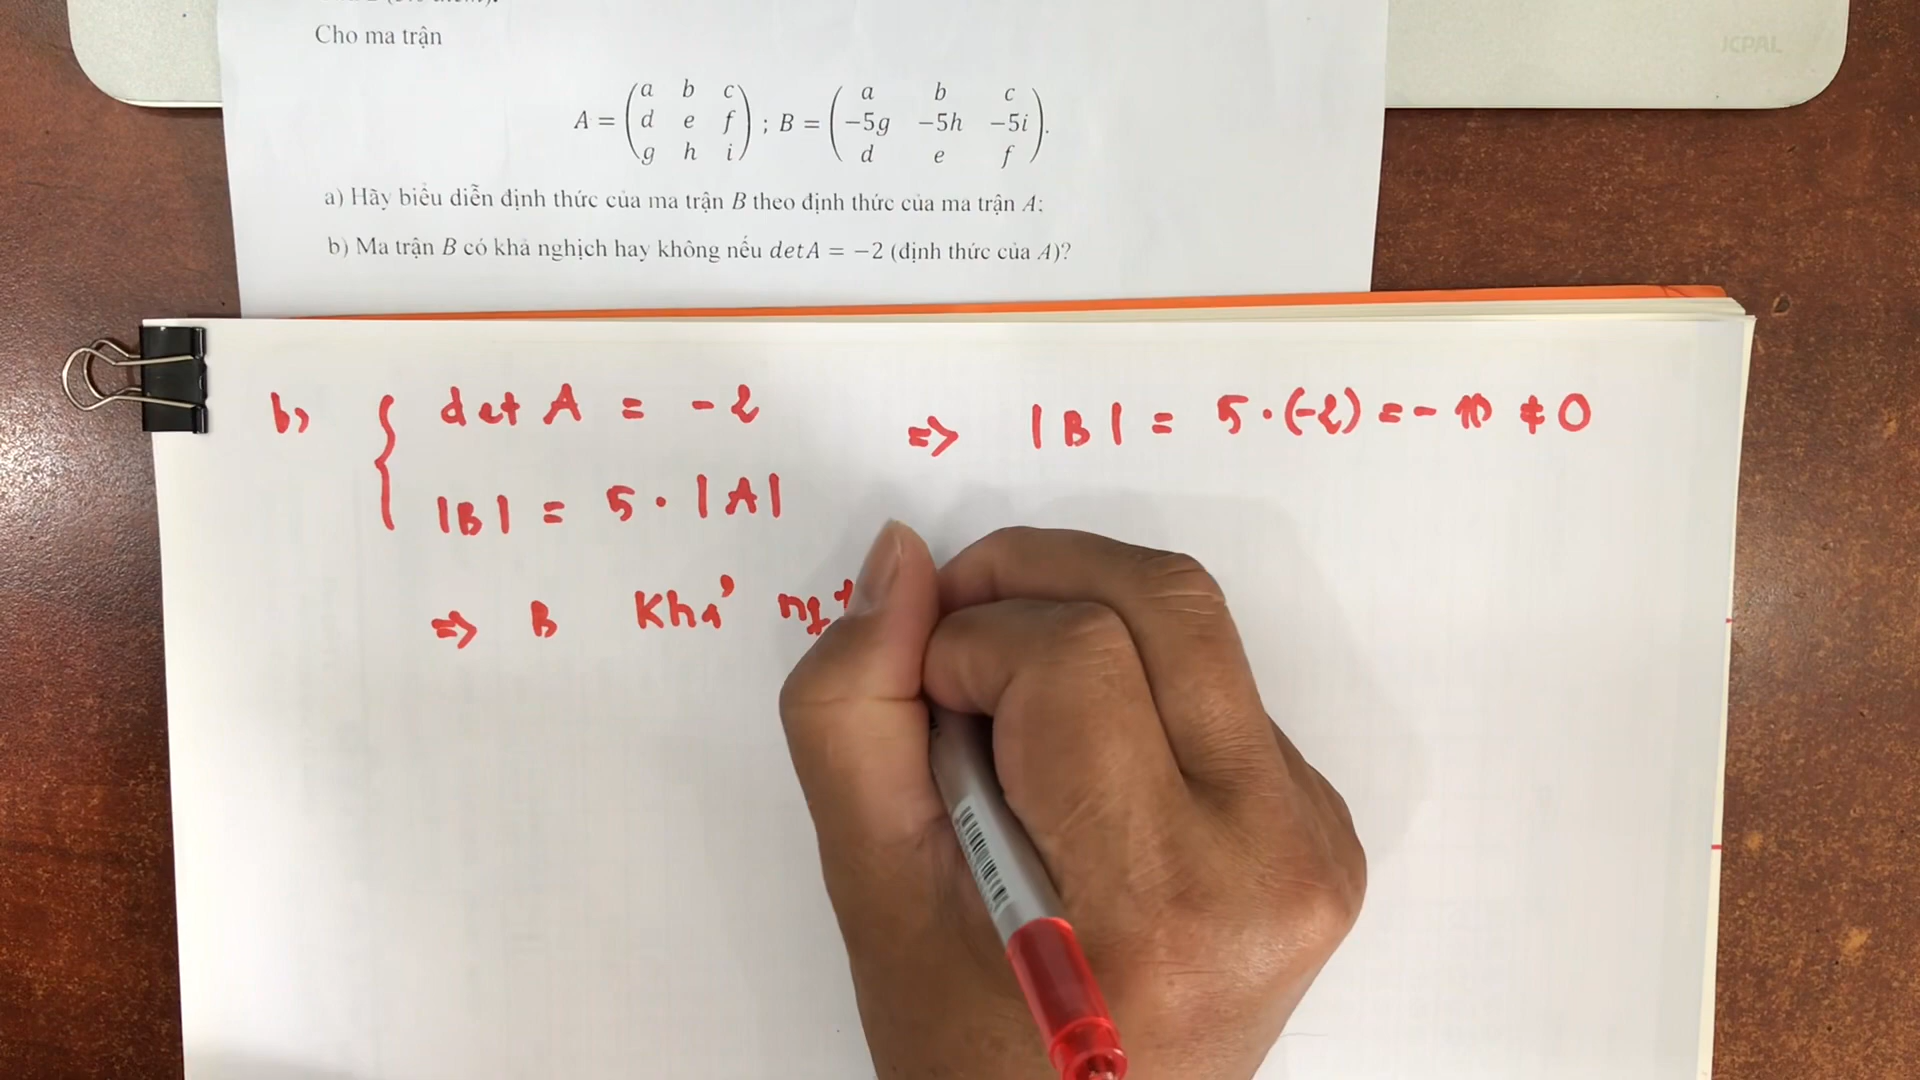 Cho ma trận
A = (a b c; d e f; g h i) ; B = (a b c; −5g −5h −5i; d e f).
a) Hãy biểu diễn định thức của ma trận B theo định thức của ma trận A;
b) Ma trận B có khả nghịch hay không nếu detA = −2 (định thức của A)?
JCPAL
b) { det A = -2 => |B| = 5 · (-2) = - 10 ≠ 0
|B| = 5 · |A|
=> B Khả